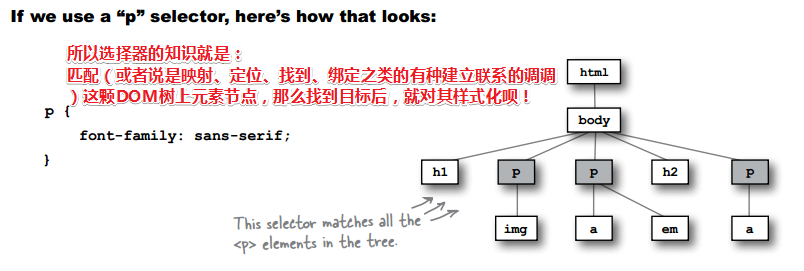 If we use a “p” selector, here’s how that looks:
所以选择器的知识就是：
匹配（或者说是映射、定位、找到、绑定之类的有种建立联系的调调
）这颗DOM树上元素节点，那么找到目标后，就对其样式化呗！
p {
font-family: sans-serif;
}
html
body
h1
p
p
h2
p
img
a
em
a
This selector matches all the
<p> elements in the tree.